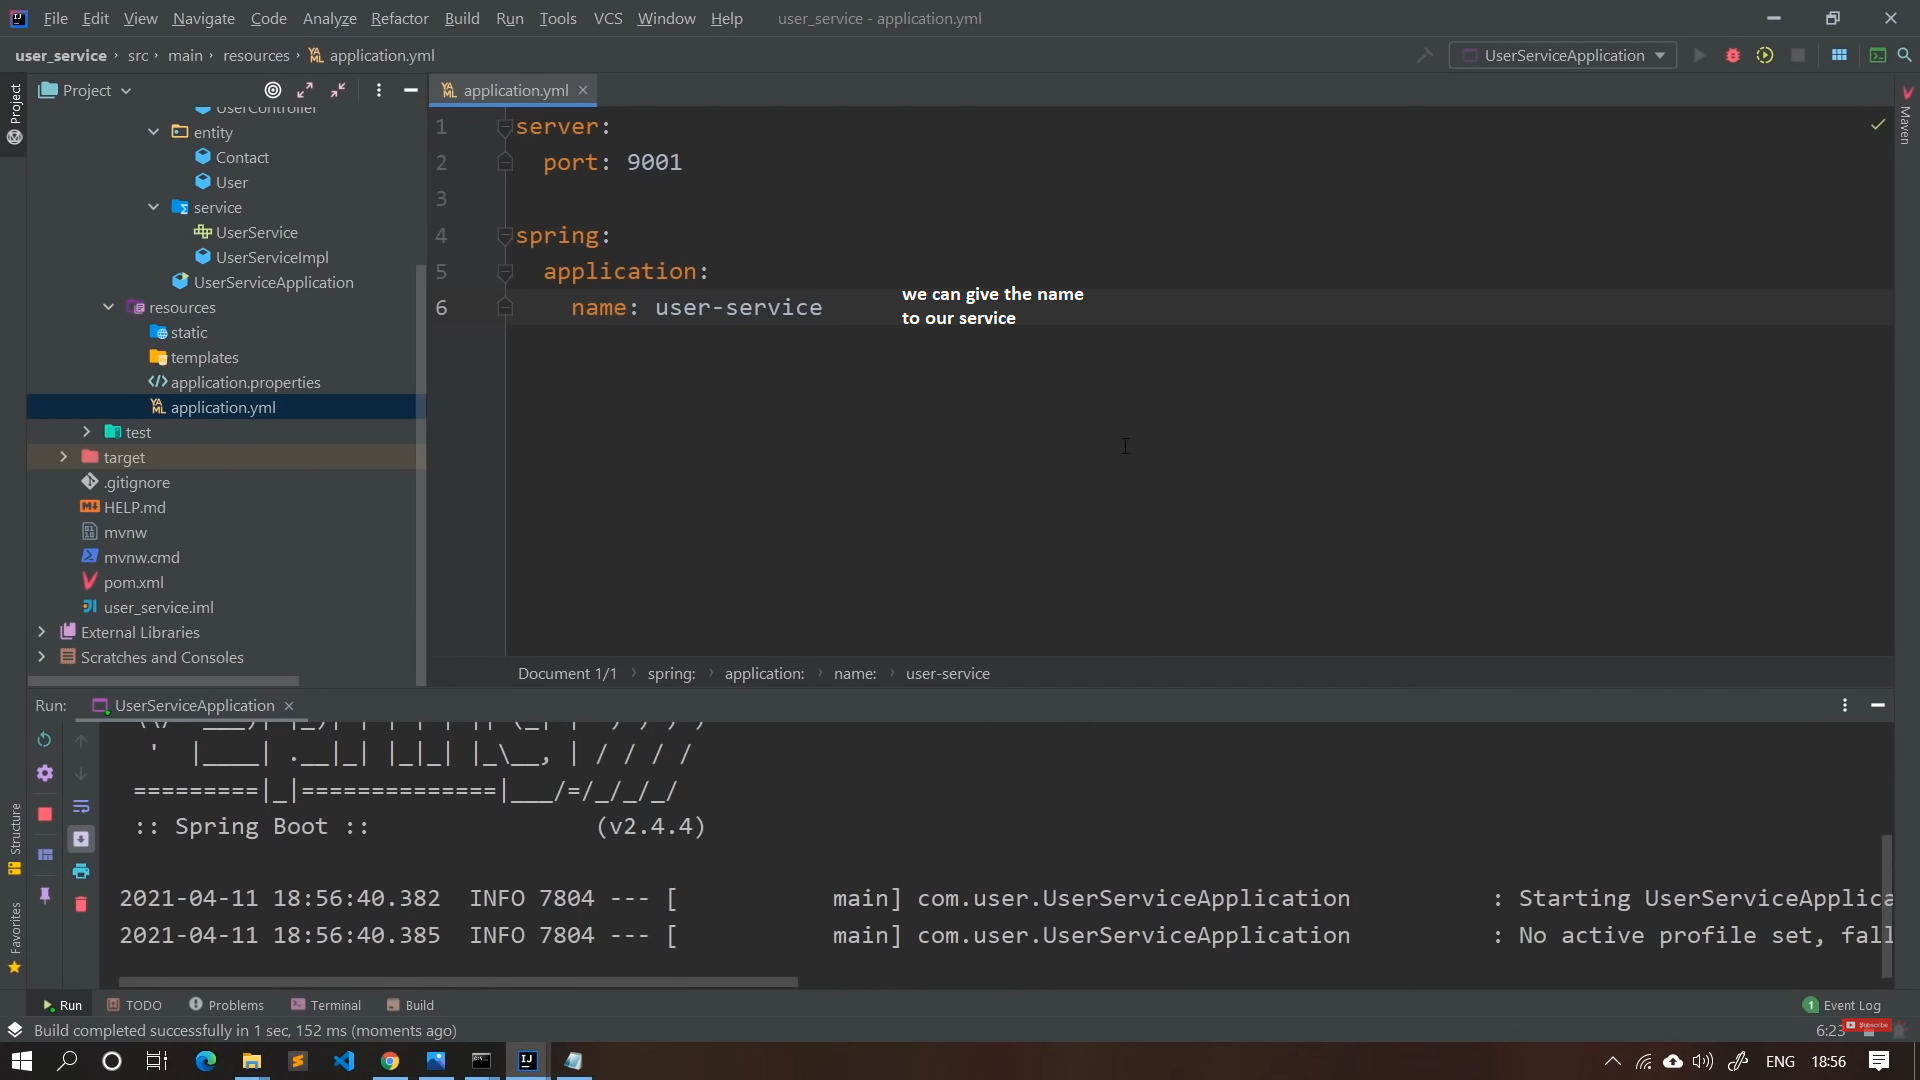 File Edit View Navigate Code Analyze Refactor Build Run Tools VCS Window Help user_service - application.yml
user_service src main resources application.yml UserServiceApplication
Project application.yml
UserController
entity
Contact
User
service
UserService
UserServiceImpl
UserServiceApplication
resources
static
templates
application.properties
application.yml
test
target
.gitignore
HELP.md
mvnw
mvnw.cmd
pom.xml
user_service.iml
External Libraries
Scratches and Consoles
Project
Structure
Favorites
Maven
1 server:
2 port: 9001
3
4 spring:
5 application:
6 name: user-service
we can give the name
to our service
Document 1/1 spring: application: name: user-service
Run: UserServiceApplication
' |____| .__|_| |_|_| |_\__, | / / / /
=========|_|==============|___/=/_/_/_/
:: Spring Boot :: (v2.4.4)
2021-04-11 18:56:40.382 INFO 7804 --- [ main] com.user.UserServiceApplication : Starting UserServiceApplica
2021-04-11 18:56:40.385 INFO 7804 --- [ main] com.user.UserServiceApplication : No active profile set, fall
Run TODO Problems Terminal Build 1 Event Log
Build completed successfully in 1 sec, 152 ms (moments ago) 6:23 Subscribe
ENG 18:56